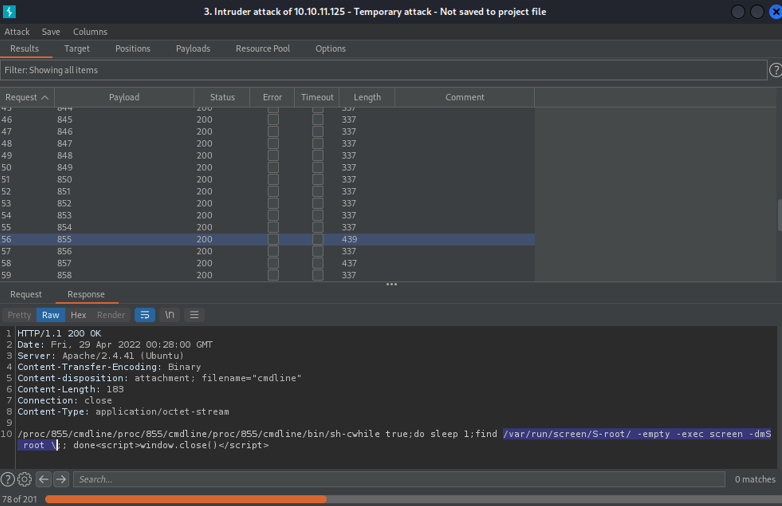 3. Intruder attack of 10.10.11.125 - Temporary attack - Not saved to project file
Attack Save Columns
Results Target Positions Payloads Resource Pool Options
Filter: Showing all items
?
Request Payload Status Error Timeout Length Comment
45 844 200 337
46 845 200 337
47 846 200 337
48 847 200 337
49 848 200 337
50 849 200 337
51 850 200 337
52 851 200 337
53 852 200 337
54 853 200 337
55 854 200 337
56 855 200 439
57 856 200 337
58 857 200 437
59 858 200 337
Request Response
Pretty Raw Hex Render \n
1 HTTP/1.1 200 OK
2 Date: Fri, 29 Apr 2022 00:28:00 GMT
3 Server: Apache/2.4.41 (Ubuntu)
4 Content-Transfer-Encoding: Binary
5 Content-disposition: attachment; filename="cmdline"
6 Content-Length: 183
7 Connection: close
8 Content-Type: application/octet-stream
9
10 /proc/855/cmdline/proc/855/cmdline/proc/855/cmdline/bin/sh-cwhile true;do sleep 1;find /var/run/screen/S-root/ -empty -exec screen -dmS
root \;; done<script>window.close()</script>
? Search... 0 matches
78 of 201